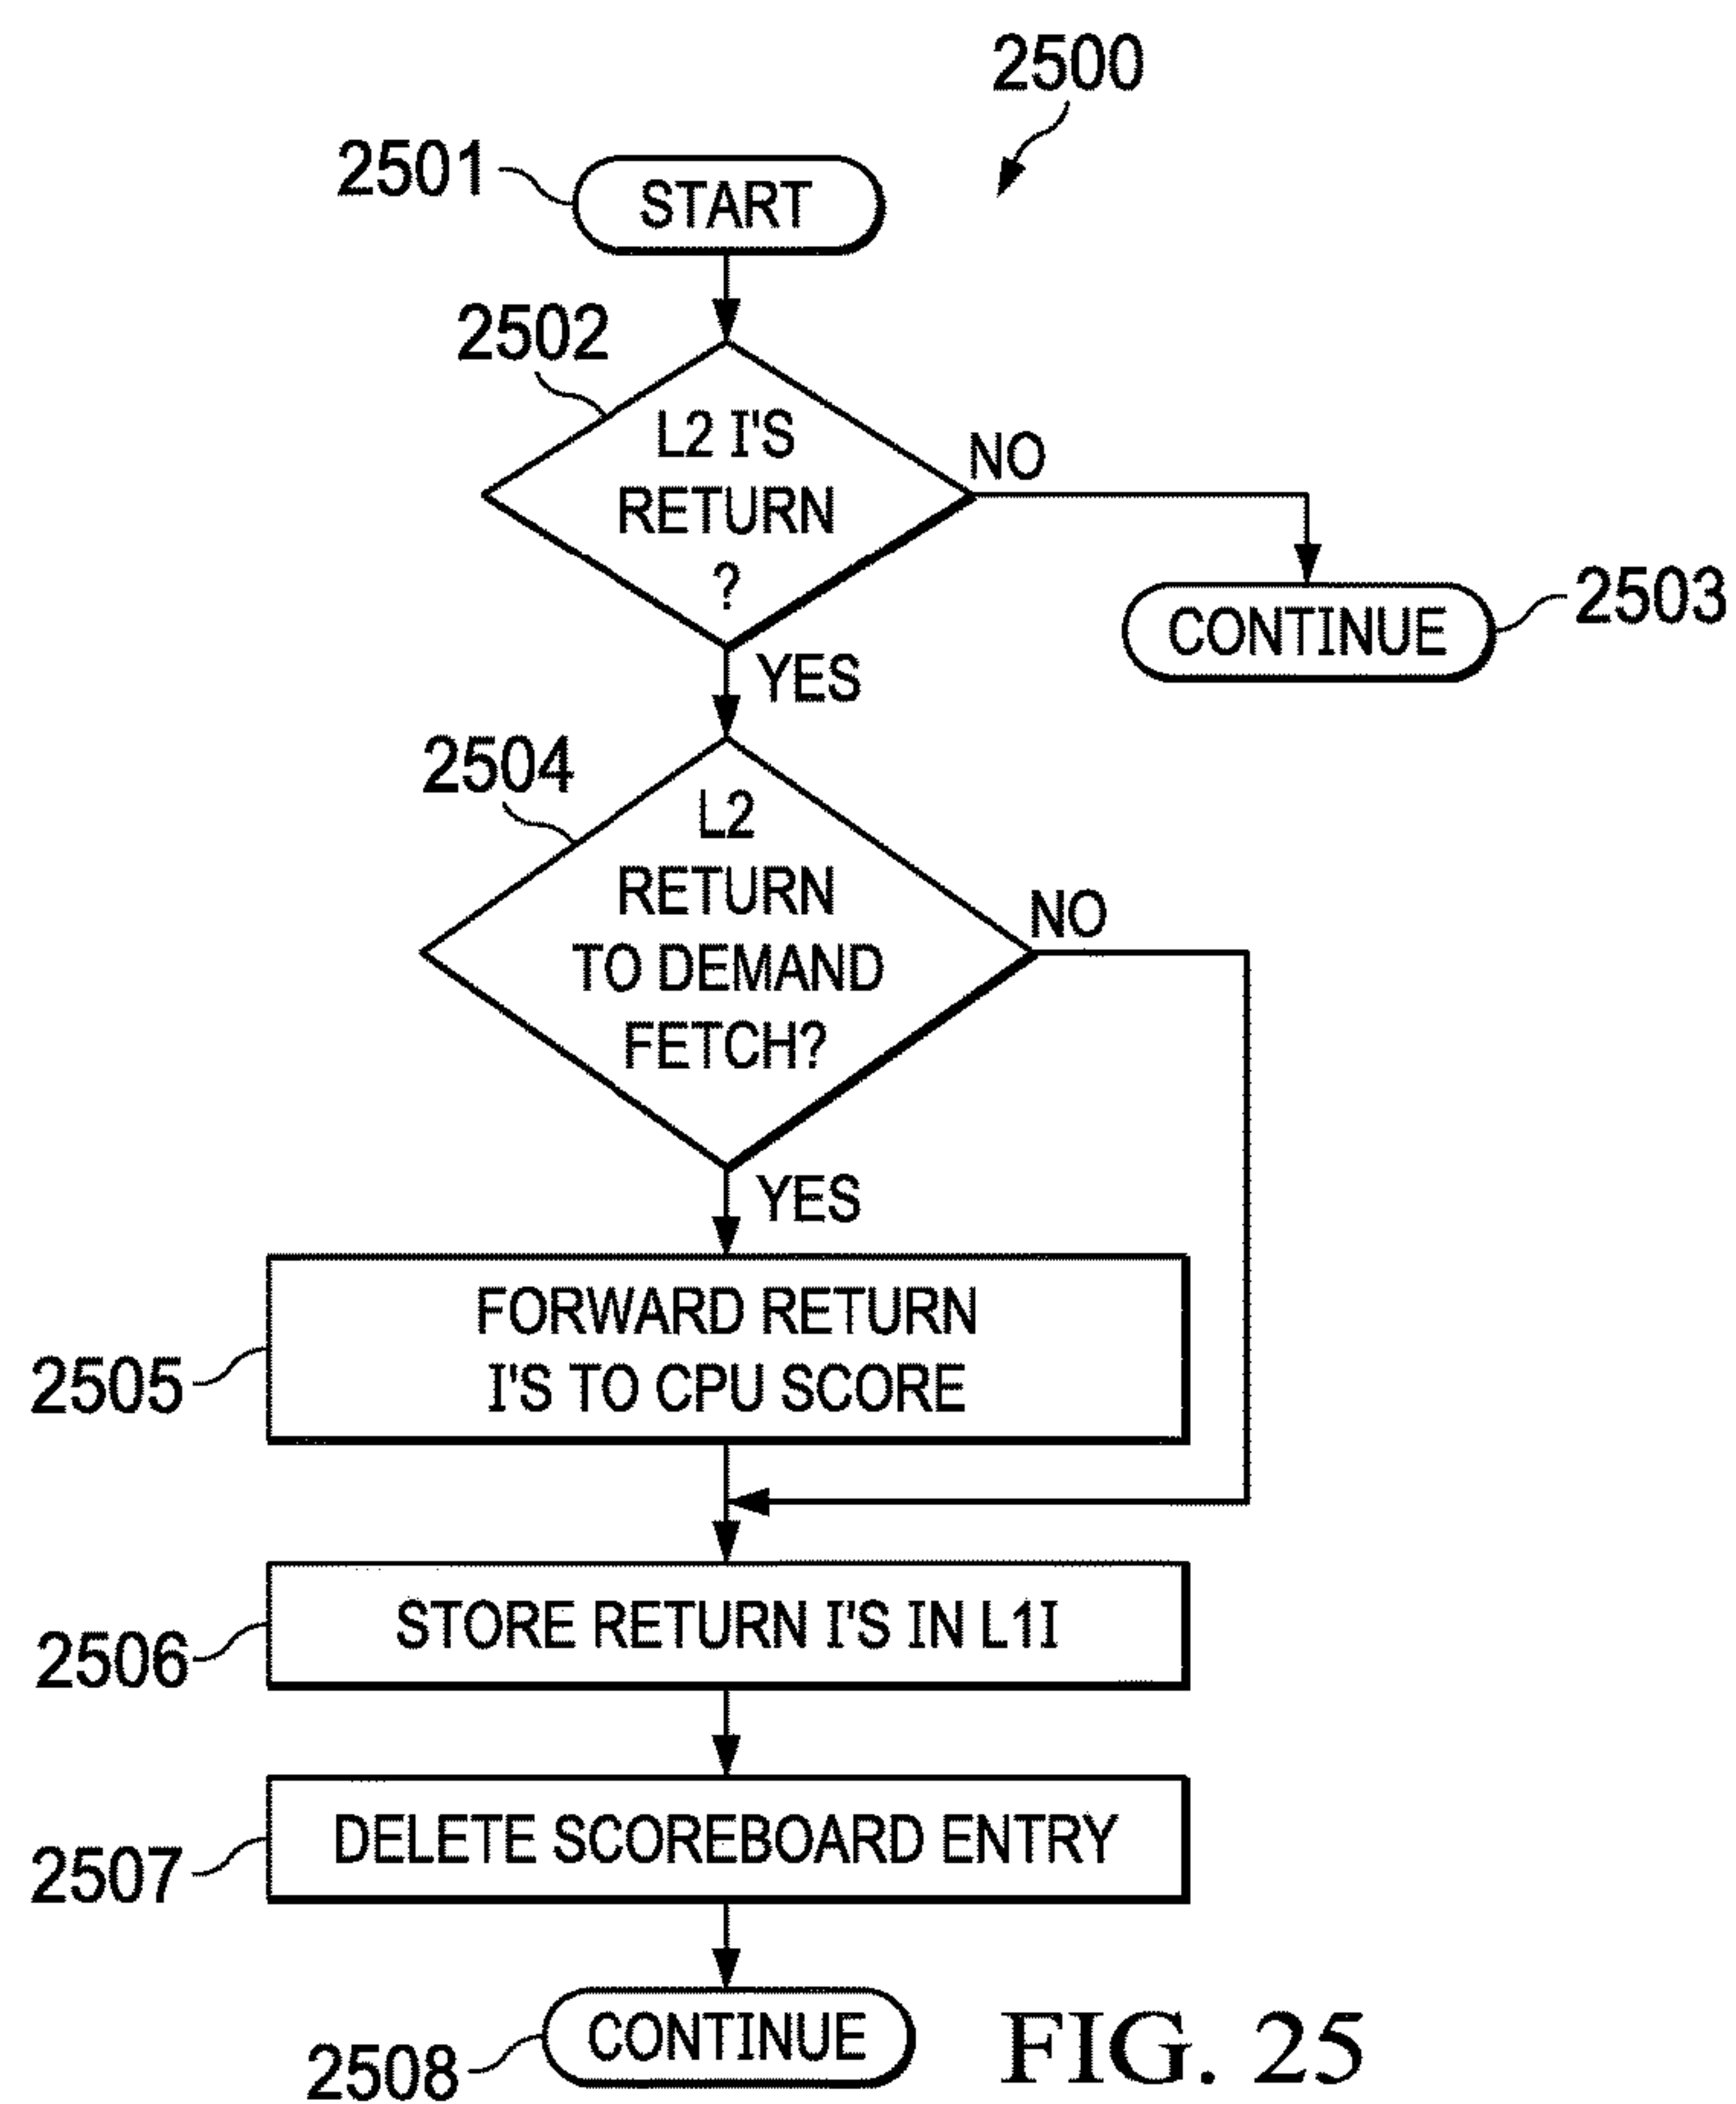 2500
2501
START
2502
L2 I'S
RETURN
?
NO
2503
CONTINUE
YES
2504
L2
RETURN
TO DEMAND
FETCH?
NO
YES
2505
FORWARD RETURN
I'S TO CPU SCORE
2506
STORE RETURN I'S IN L1I
2507
DELETE SCOREBOARD ENTRY
2508
CONTINUE
FIG. 25